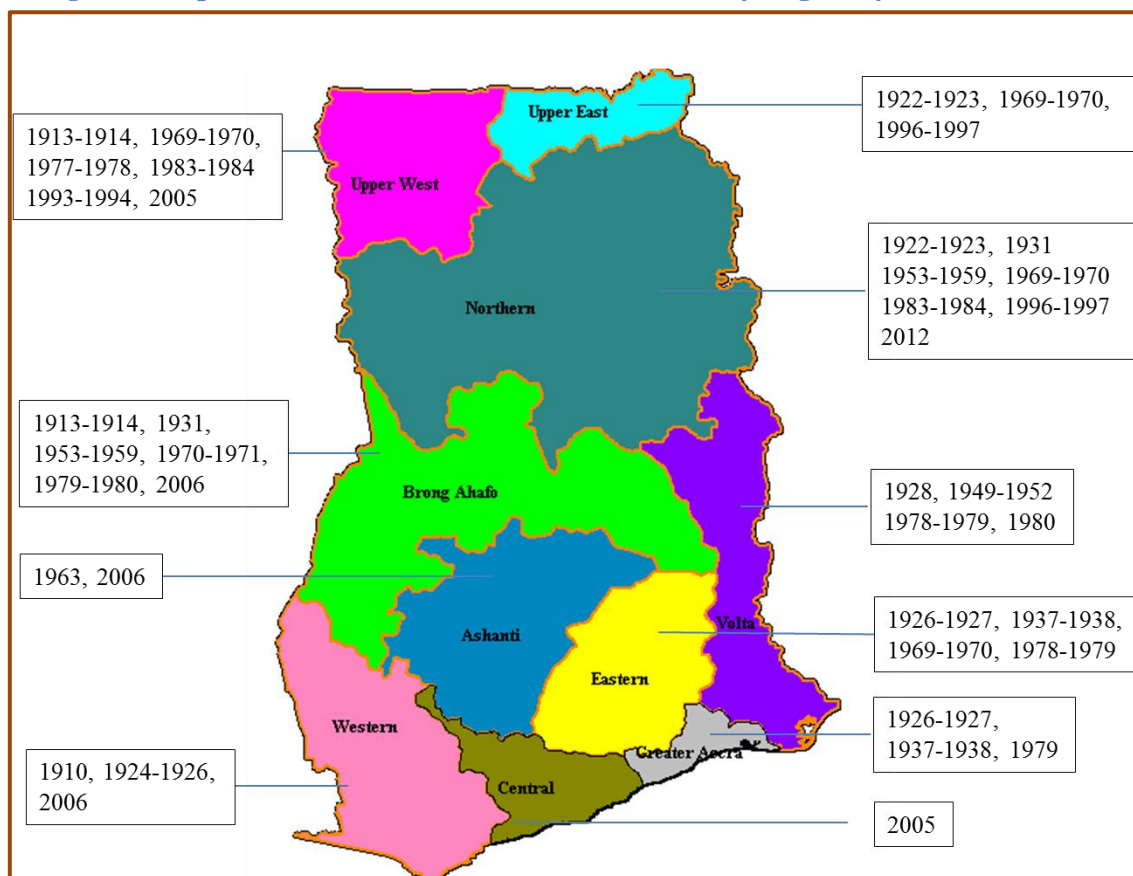 Upper East
1922-1923, 1969-1970,
1996-1997
1913-1914, 1969-1970,
1977-1978, 1983-1984
1993-1994, 2005
Upper West
1922-1923, 1931
1953-1959, 1969-1970
1983-1984, 1996-1997
2012
Northern
1913-1914, 1931,
1953-1959, 1970-1971,
1979-1980, 2006
Brong Ahafo
1928, 1949-1952
1978-1979, 1980
1963, 2006
Ashanti
Volta
1926-1927, 1937-1938,
1969-1970, 1978-1979
Eastern
Western
1926-1927,
1937-1938, 1979
Greater Accra
1910, 1924-1926,
2006
Central
2005